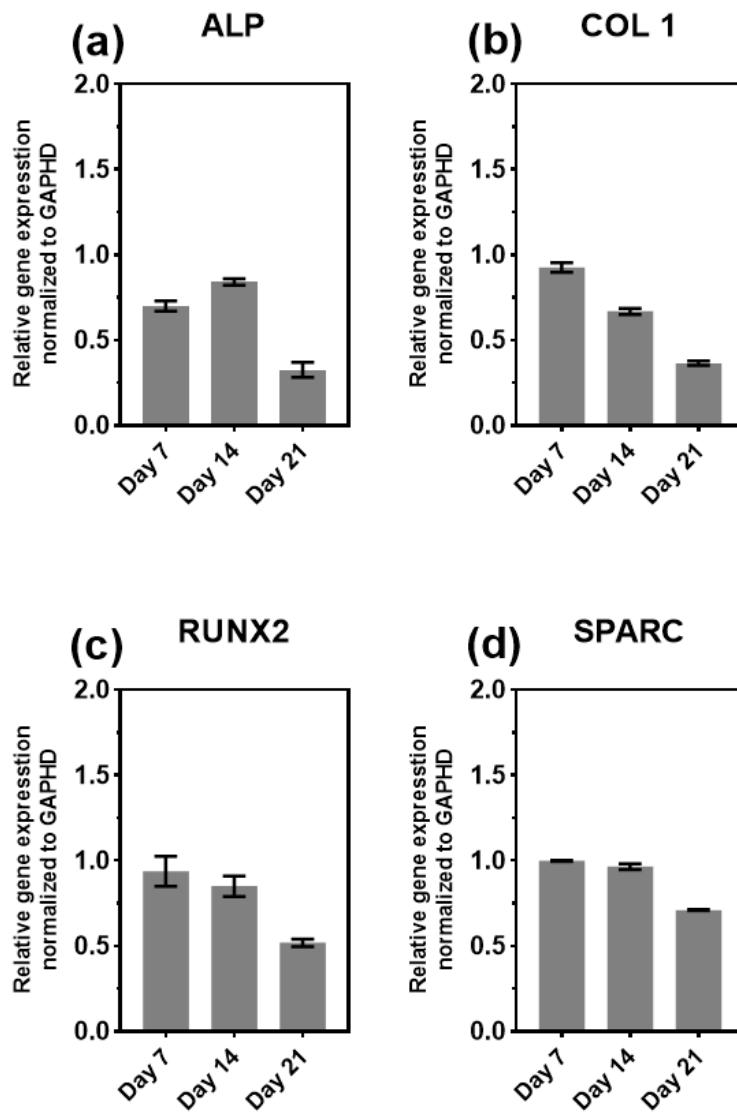 (a) ALP
Relative gene expresstion
normalized to GAPHD
2.0
1.5
1.0
0.5
0.0
Day 7
Day 14
Day 21
(b) COL 1
Relative gene expresstion
normalized to GAPHD
2.0
1.5
1.0
0.5
0.0
Day 7
Day 14
Day 21
(c) RUNX2
Relative gene expresstion
normalized to GAPHD
2.0
1.5
1.0
0.5
0.0
Day 7
Day 14
Day 21
(d) SPARC
Relative gene expresstion
normalized to GAPHD
2.0
1.5
1.0
0.5
0.0
Day 7
Day 14
Day 21